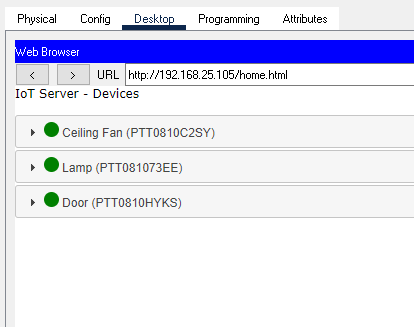 Physical Config Desktop Programming Attributes
Web Browser
< > URL http://192.168.25.105/home.html
IoT Server - Devices
Ceiling Fan (PTT0810C2SY)
Lamp (PTT081073EE)
Door (PTT0810HYKS)